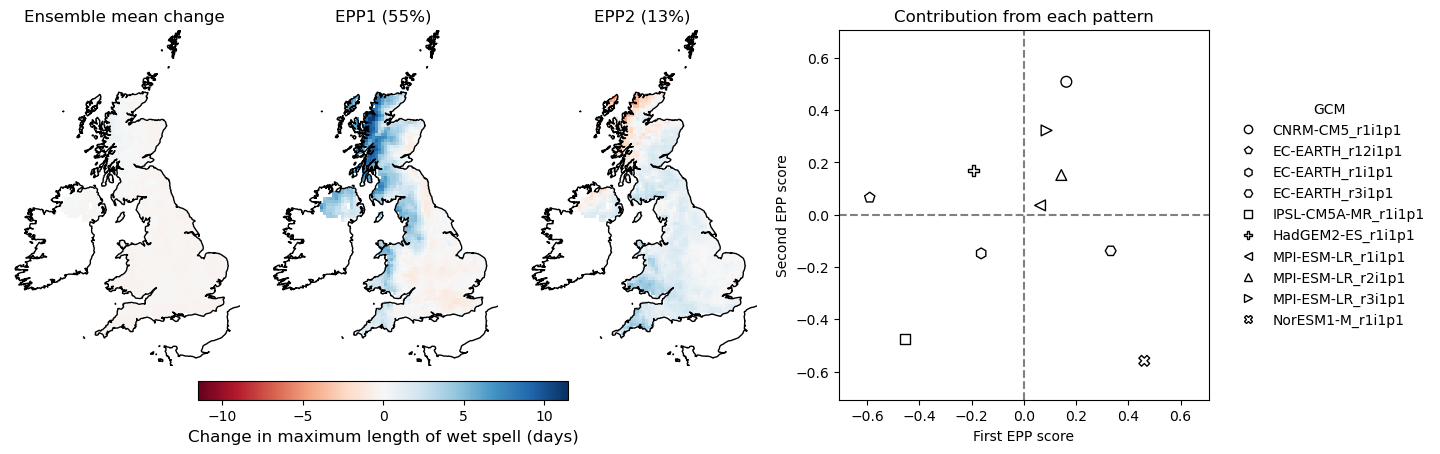 Ensemble mean change
EPP1 (55%)
EPP2 (13%)
−10 −5 0 5 10
Change in maximum length of wet spell (days)
Contribution from each pattern
Second EPP score
0.6
0.4
0.2
0.0
−0.2
−0.4
−0.6
−0.6 −0.4 −0.2 0.0 0.2 0.4 0.6
First EPP score
GCM
CNRM-CM5_r1i1p1
EC-EARTH_r12i1p1
EC-EARTH_r1i1p1
EC-EARTH_r3i1p1
IPSL-CM5A-MR_r1i1p1
HadGEM2-ES_r1i1p1
MPI-ESM-LR_r1i1p1
MPI-ESM-LR_r2i1p1
MPI-ESM-LR_r3i1p1
NorESM1-M_r1i1p1